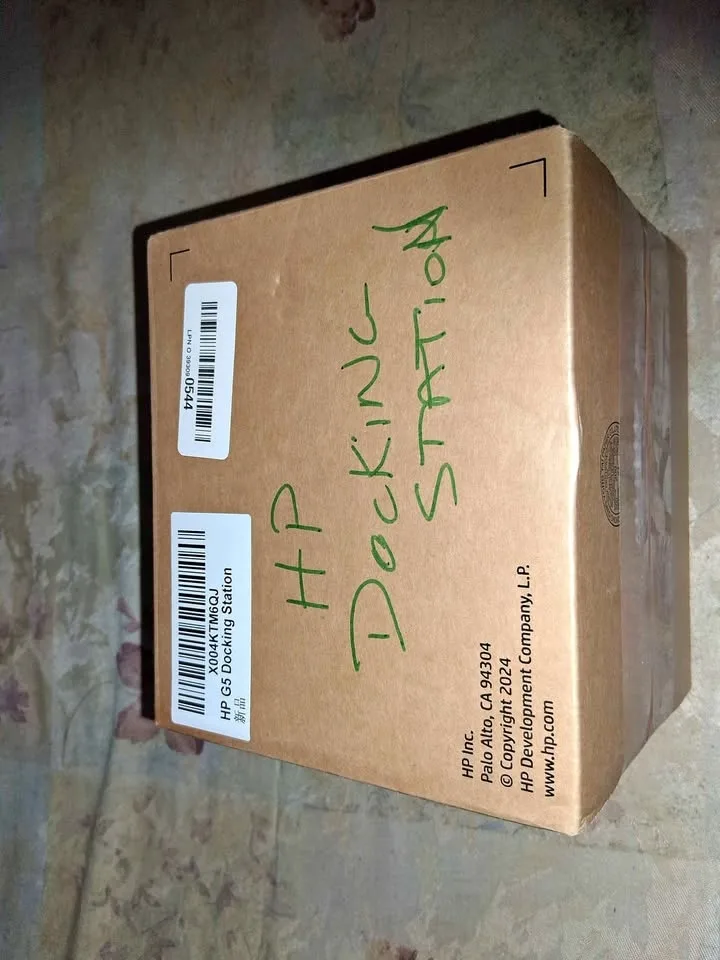 LPN O 39309 0544
X004KTM6QJ
HP G5 Docking Station
新品
HP
DOCKING
STATION
HP Inc.
Palo Alto, CA 94304
© Copyright 2024
HP Development Company, L.P.
www.hp.com